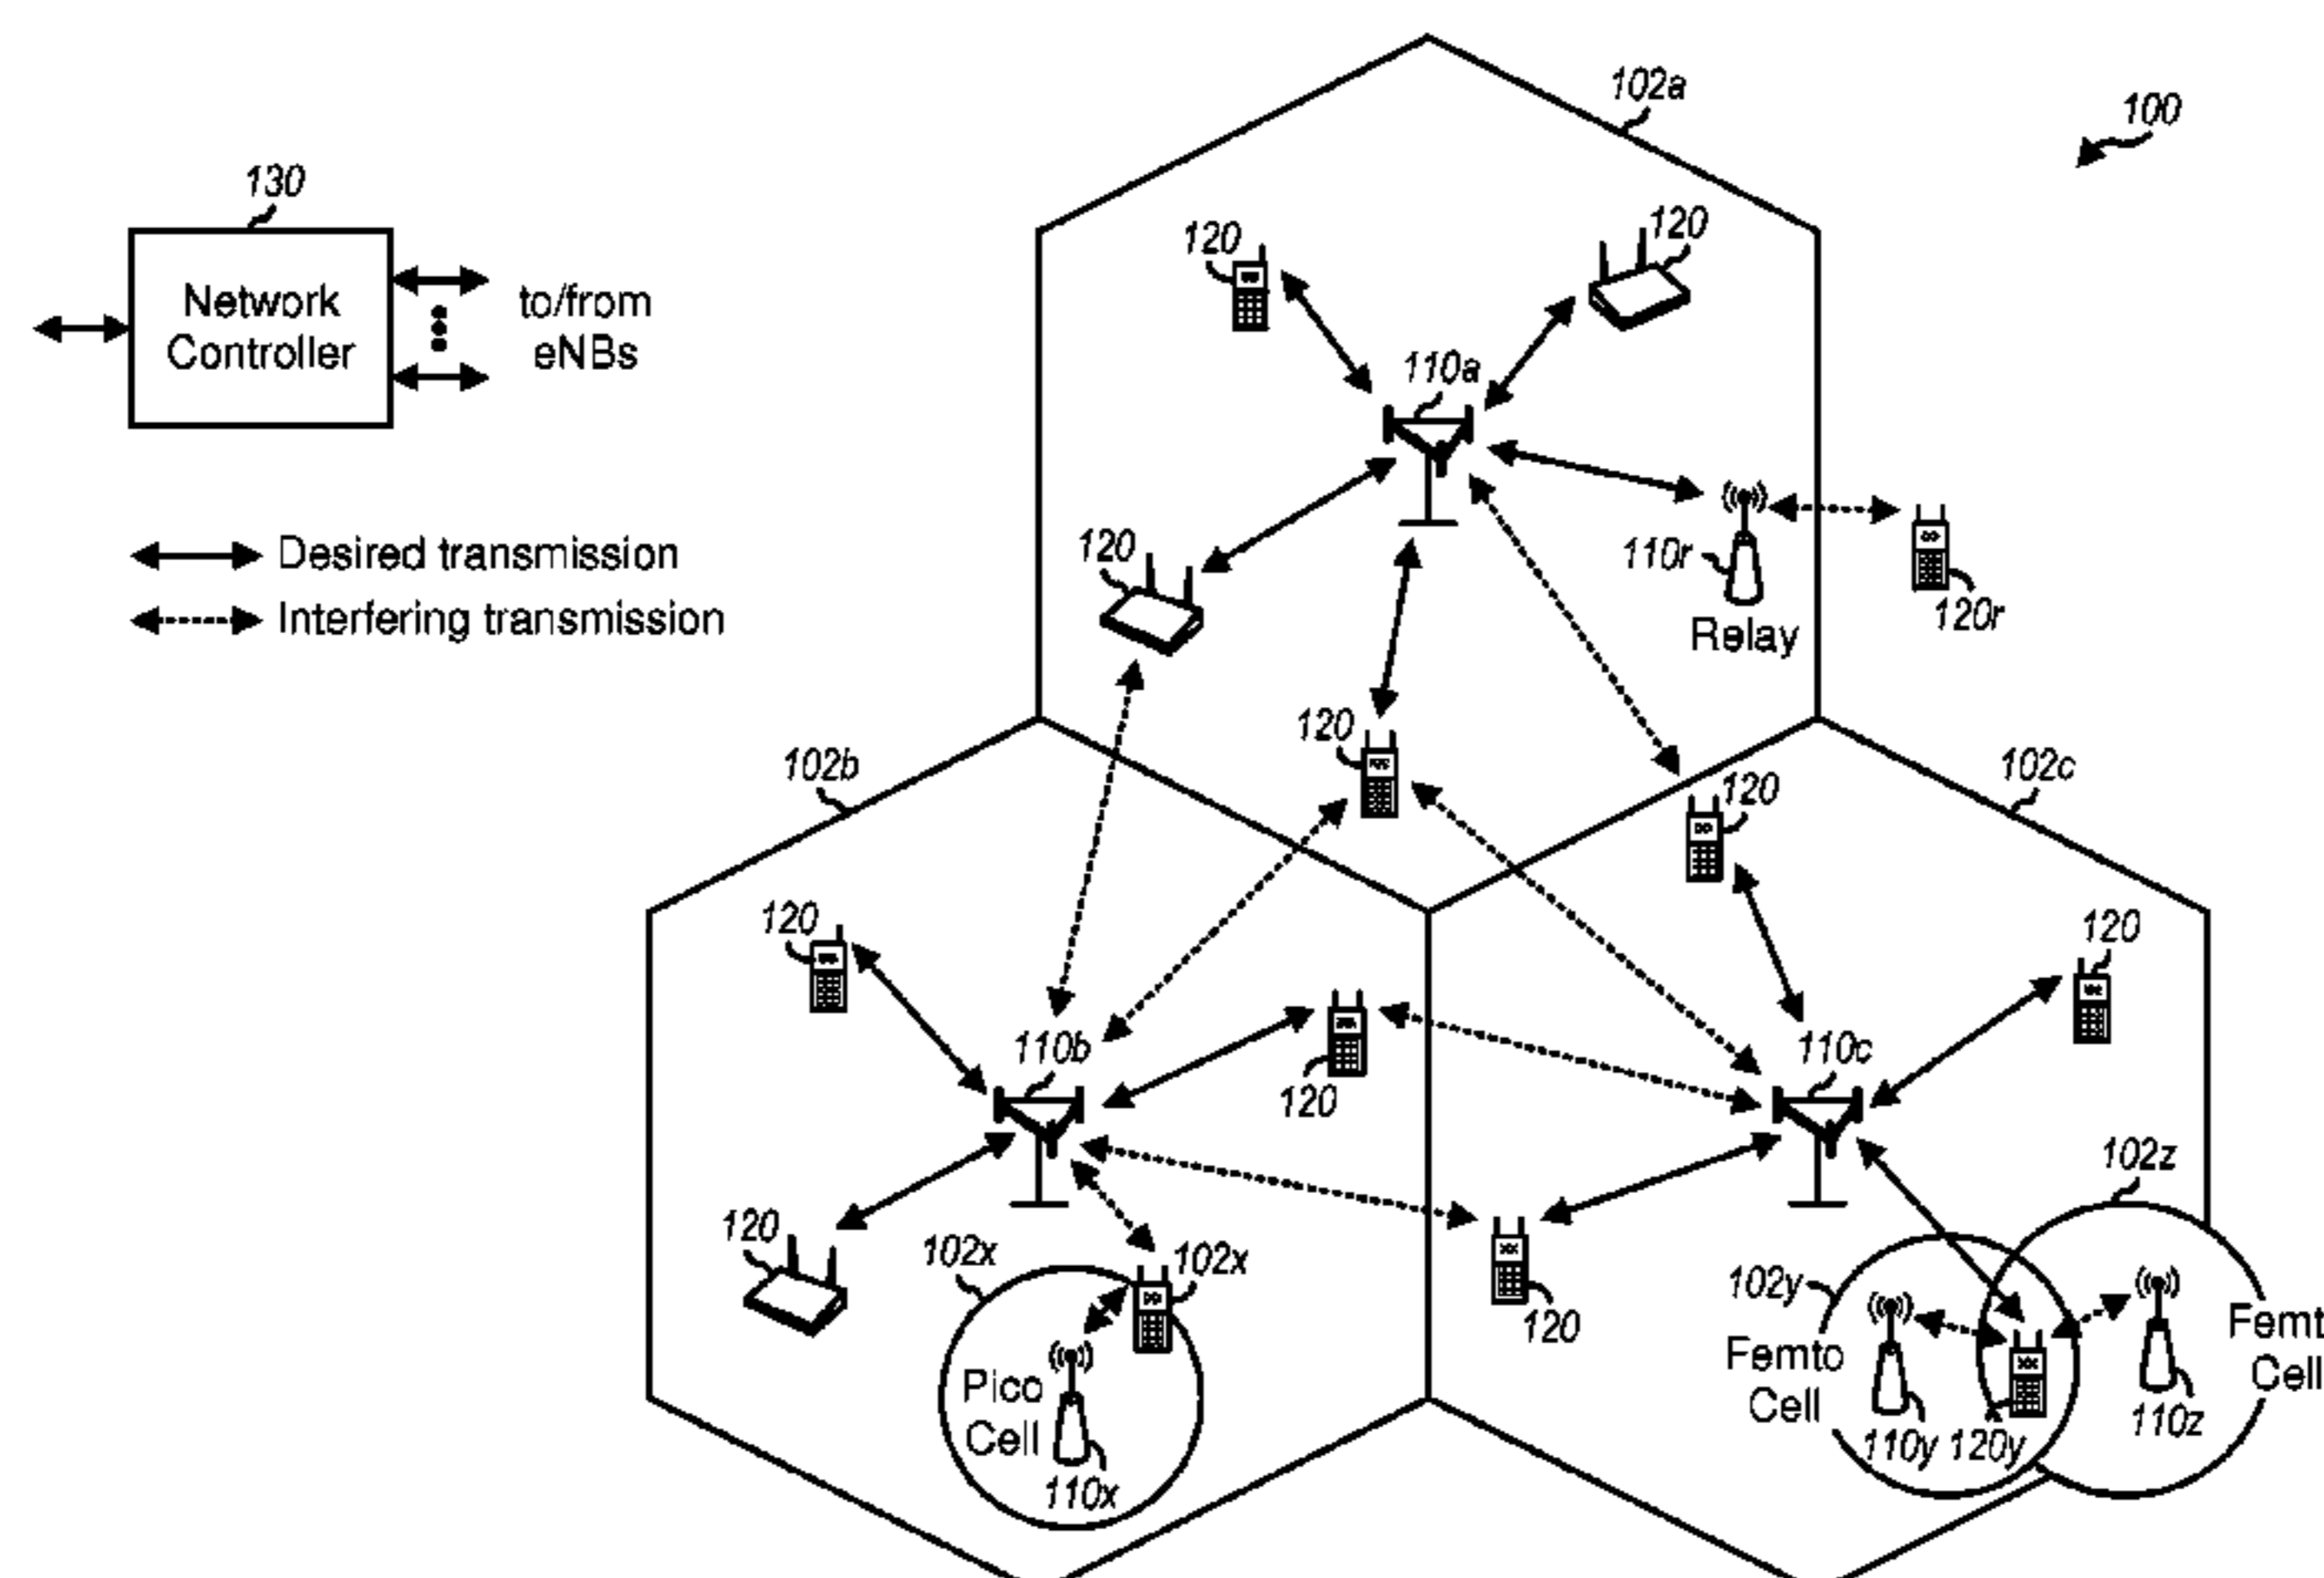 102a
100
130
120
120
Network
Controller
to/from
eNBs
110a
Desired transmission
Interfering transmission
120
110r
Relay
120r
120
102b
120
102c
120
120
110b
120
110c
102z
120
102x
102x
102y
120
Femto
Cell
Femt
Cell
Pico
Cell
110x
110y
120y
110z